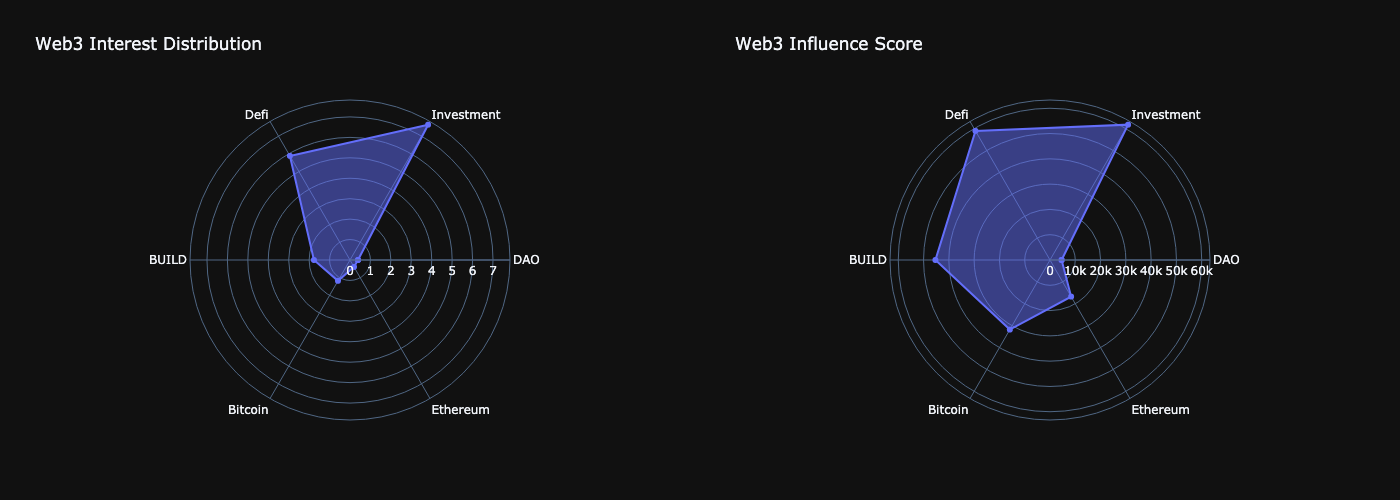 Web3 Interest Distribution
Web3 Influence Score
Defi
Investment
BUILD
DAO
0 1 2 3 4 5 6 7
Bitcoin
Ethereum
Defi
Investment
BUILD
DAO
0 10k 20k 30k 40k 50k 60k
Bitcoin
Ethereum